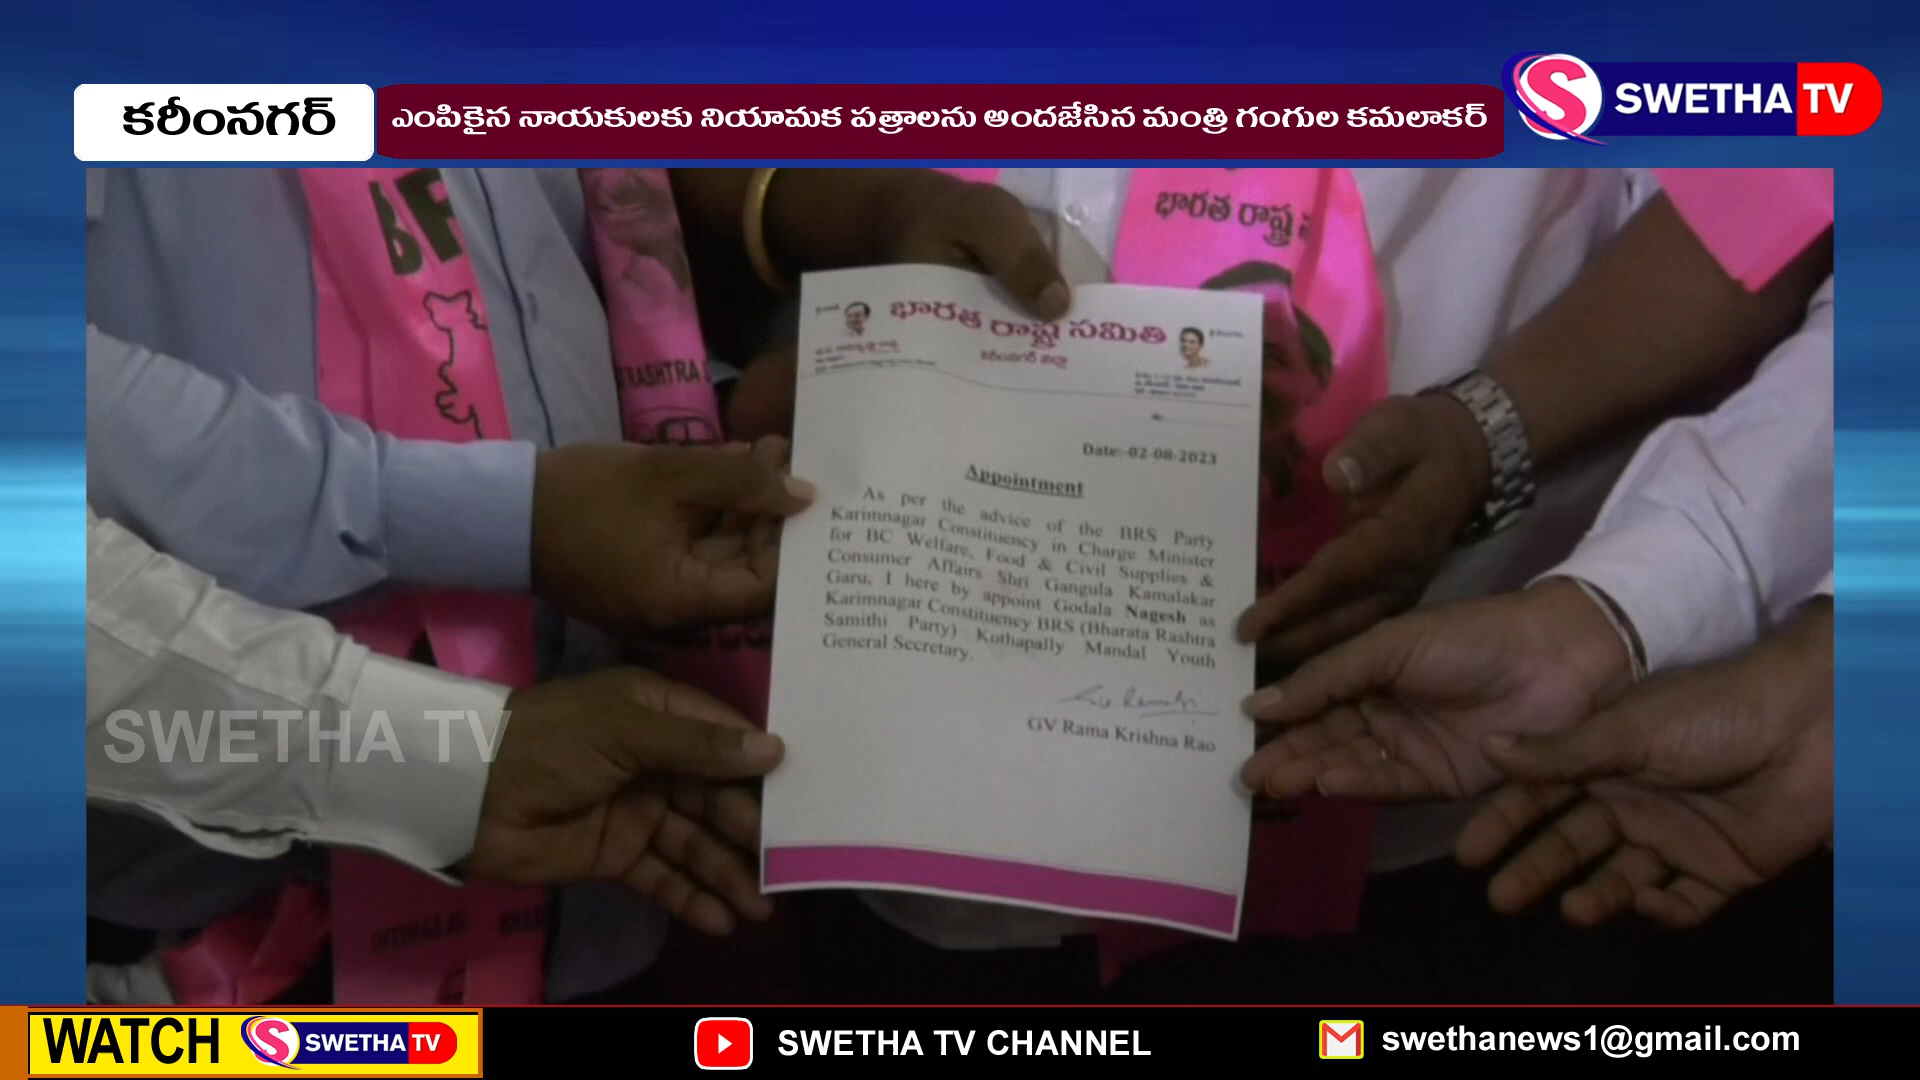 కరీంనగర్
ఎంపికైన నాయకులకు నియామక పత్రాలను అందజేసిన మంత్రి గంగుల కమలాకర్
SWETHA TV
భారత రాష్ట్ర
RASHTRA
భారత రాష్ట్ర సమితి
కరీంనగర్ జిల్లా
Date:-02-08-2023
Appointment
As per the advice of the BRS Party
Karimnagar Constituency in Charge Minister
for BC Welfare, Food & Civil Supplies &
Consumer Affairs Shri Gangula Kamalakar
Garu, I here by appoint Godala Nagesh as
Karimnagar Constituency BRS (Bharata Rashtra
Samithi Party) Kothapally Mandal Youth
General Secretary.
GV Rama Krishna Rao
SWETHA TV
WATCH SWETHA TV
SWETHA TV CHANNEL
swethanews1@gmail.com